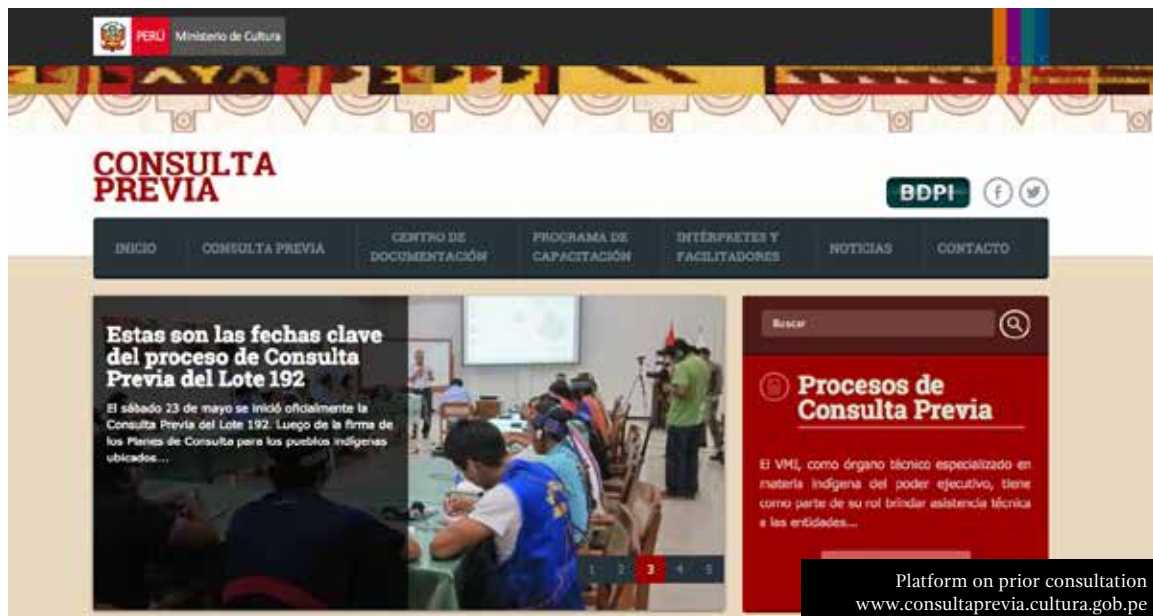 PERÚ Ministerio de Cultura
CONSULTA
PREVIA
BDPI
INICIO
CONSULTA PREVIA
CENTRO DE
DOCUMENTACIÓN
PROGRAMA DE
CAPACITACIÓN
INTÉRPRETES Y
FACILITADORES
NOTICIAS
CONTACTO
Estas son las fechas clave
del proceso de Consulta
Previa del Lote 192
El sábado 23 de mayo se inició oficialmente la
Consulta Previa del Lote 192. Luego de la firma de
los Planes de Consulta para los pueblos indígenas
ubicados...
1 2 3 4 5
Buscar
Procesos de
Consulta Previa
El VMI, como órgano técnico especializado en
materia indígena del poder ejecutivo, tiene
como parte de su rol brindar asistencia técnica
a las entidades...
Platform on prior consultation
www.consultaprevia.cultura.gob.pe